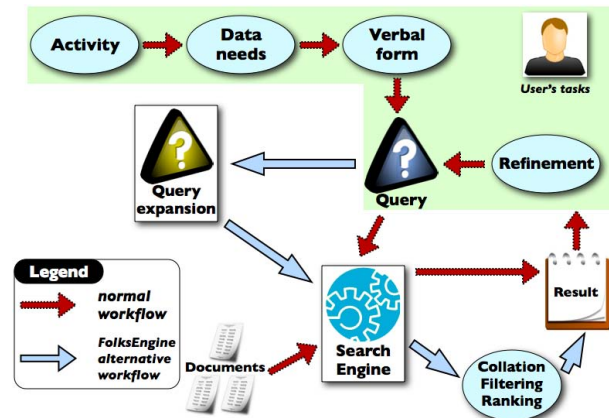 Activity
Data
needs
Verbal
form
User's tasks
?
Query
expansion
?
Query
Refinement
Legend
normal
workflow
FolksEngine
alternative
workflow
Documents
Search
Engine
Result
Collation
Filtering
Ranking